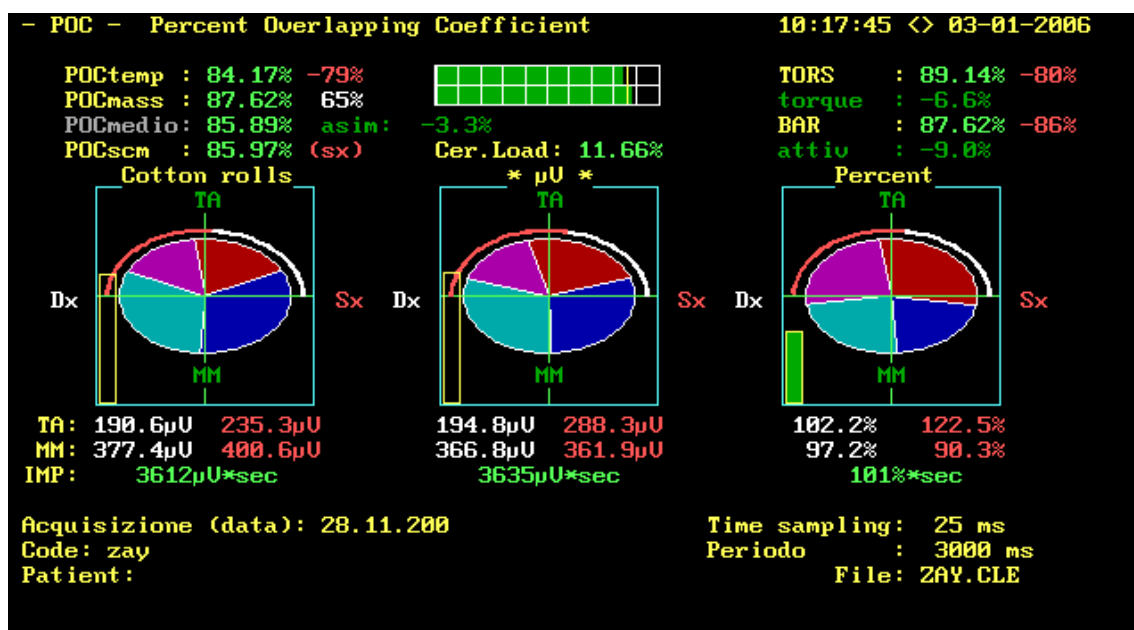 - POC - Percent Overlapping Coefficient 10:17:45 <> 03-01-2006
POCtemp : 84.17% -79% TORS : 89.14% -80%
POCmass : 87.62% 65% torque : -6.6%
POCmedio: 85.89% asim: -3.3% BAR : 87.62% -86%
POCscm : 85.97% (sx) Cer.Load: 11.66% attiv : -9.0%
Cotton rolls * µV * Percent
TA TA TA
Dx Sx Dx Sx Dx Sx
MM MM MM
TA: 190.6µV 235.3µV 194.8µV 288.3µV 102.2% 122.5%
MM: 377.4µV 400.6µV 366.8µV 361.9µV 97.2% 90.3%
IMP: 3612µV*sec 3635µV*sec 101%*sec
Acquisizione (data): 28.11.200 Time sampling: 25 ms
Code: zay Periodo : 3000 ms
Patient: File: ZAY.CLE